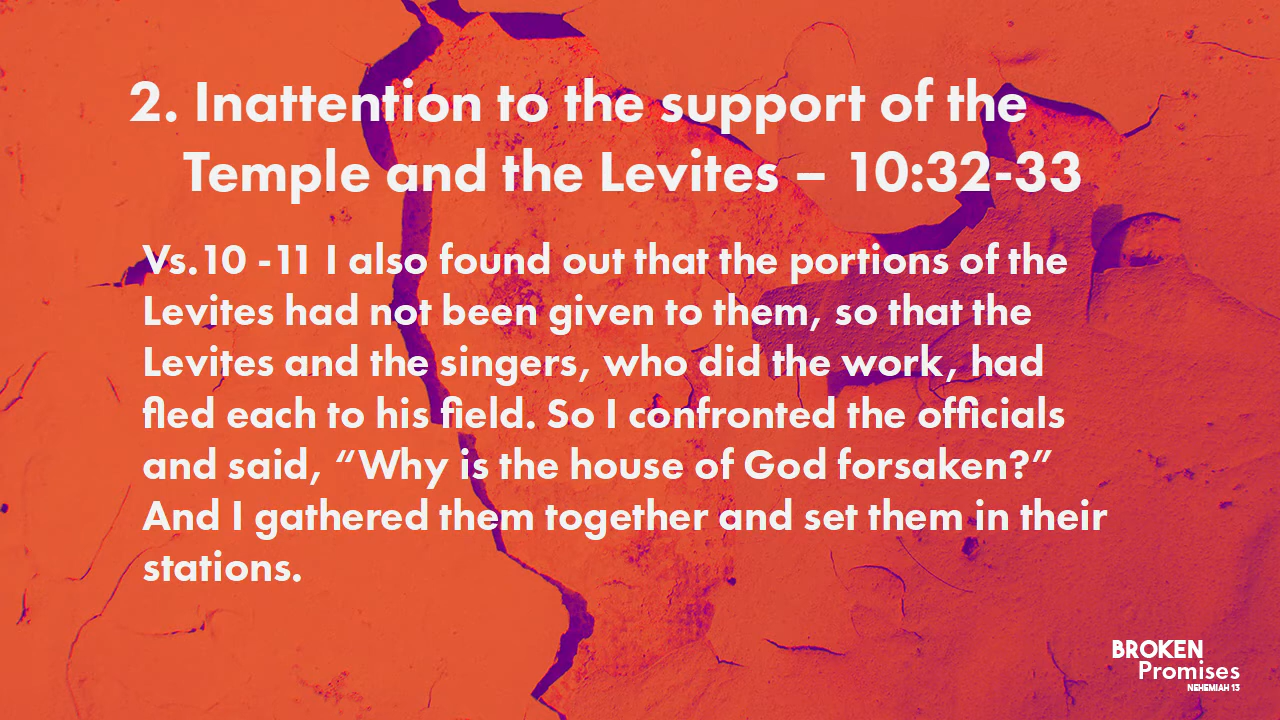 2. Inattention to the support of the
Temple and the Levites – 10:32-33
Vs.10 -11 I also found out that the portions of the
Levites had not been given to them, so that the
Levites and the singers, who did the work, had
fled each to his field. So I confronted the officials
and said, “Why is the house of God forsaken?”
And I gathered them together and set them in their
stations.
BROKEN
Promises
NEHEMIAH 13